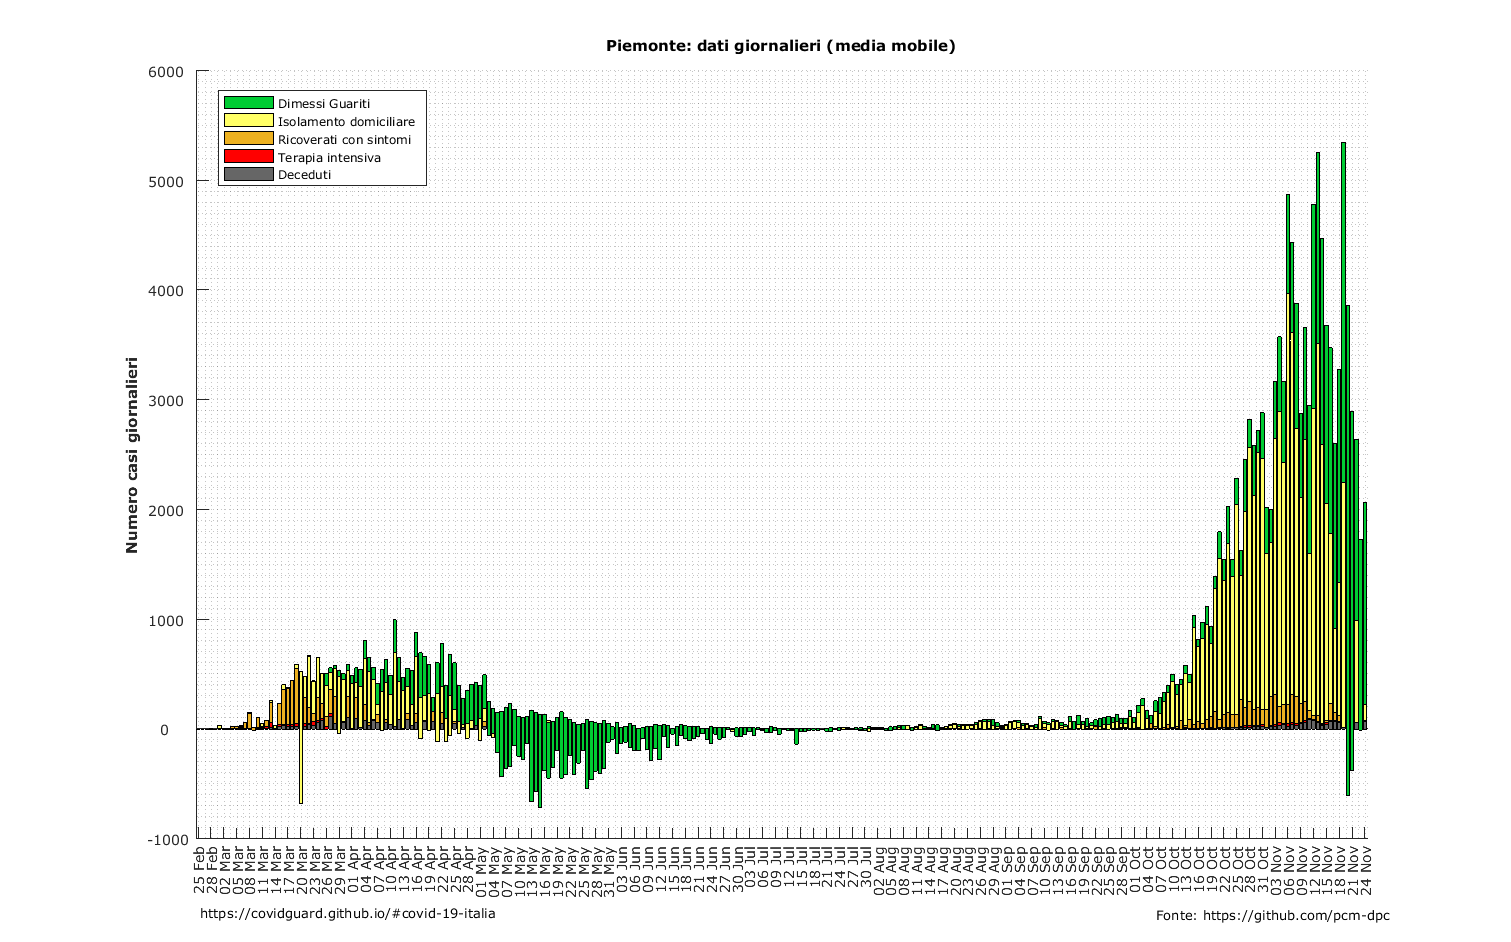 Piemonte: dati giornalieri (media mobile)
6000
5000
4000
3000
2000
1000
0
-1000
Numero casi giornalieri
Dimessi Guariti
Isolamento domiciliare
Ricoverati con sintomi
Terapia intensiva
Deceduti
25 Feb
28 Feb
02 Mar
05 Mar
08 Mar
11 Mar
14 Mar
17 Mar
20 Mar
23 Mar
26 Mar
29 Mar
01 Apr
04 Apr
07 Apr
10 Apr
13 Apr
16 Apr
19 Apr
22 Apr
25 Apr
28 Apr
01 May
04 May
07 May
10 May
13 May
16 May
19 May
22 May
25 May
28 May
31 May
03 Jun
06 Jun
09 Jun
12 Jun
15 Jun
18 Jun
21 Jun
24 Jun
27 Jun
30 Jun
03 Jul
06 Jul
09 Jul
12 Jul
15 Jul
18 Jul
21 Jul
24 Jul
27 Jul
30 Jul
02 Aug
05 Aug
08 Aug
11 Aug
14 Aug
17 Aug
20 Aug
23 Aug
26 Aug
29 Aug
01 Sep
04 Sep
07 Sep
10 Sep
13 Sep
16 Sep
19 Sep
22 Sep
25 Sep
28 Sep
01 Oct
04 Oct
07 Oct
10 Oct
13 Oct
16 Oct
19 Oct
22 Oct
25 Oct
28 Oct
31 Oct
03 Nov
06 Nov
09 Nov
12 Nov
15 Nov
18 Nov
21 Nov
24 Nov
https://covidguard.github.io/#covid-19-italia
Fonte: https://github.com/pcm-dpc